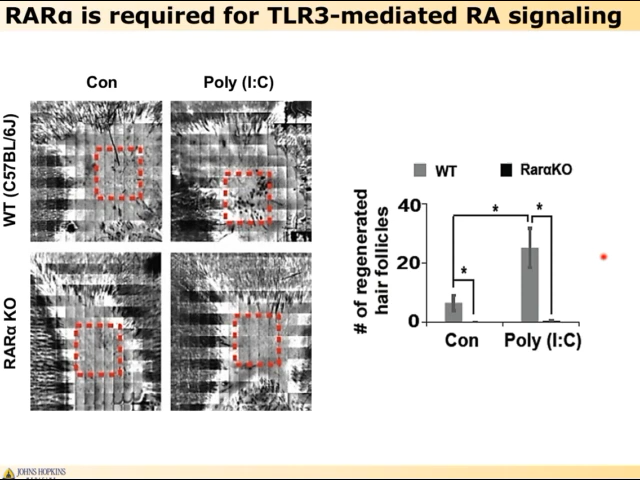 RARα is required for TLR3-mediated RA signaling
Con
Poly (I:C)
WT (C57BL/6J)
RARα KO
WT
RarαKO
# of regenerated
hair follicles
40
20
0
*
*
*
Con
Poly (I:C)
JOHNS HOPKINS